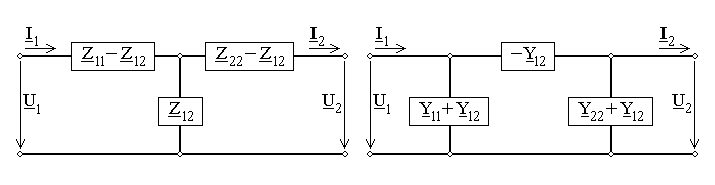 I₁ Z₁₁−Z₁₂ Z₂₂−Z₁₂ I₂
U₁ Z₁₂ U₂
I₁ −Y₁₂ I₂
U₁ Y₁₁+Y₁₂ Y₂₂+Y₁₂ U₂